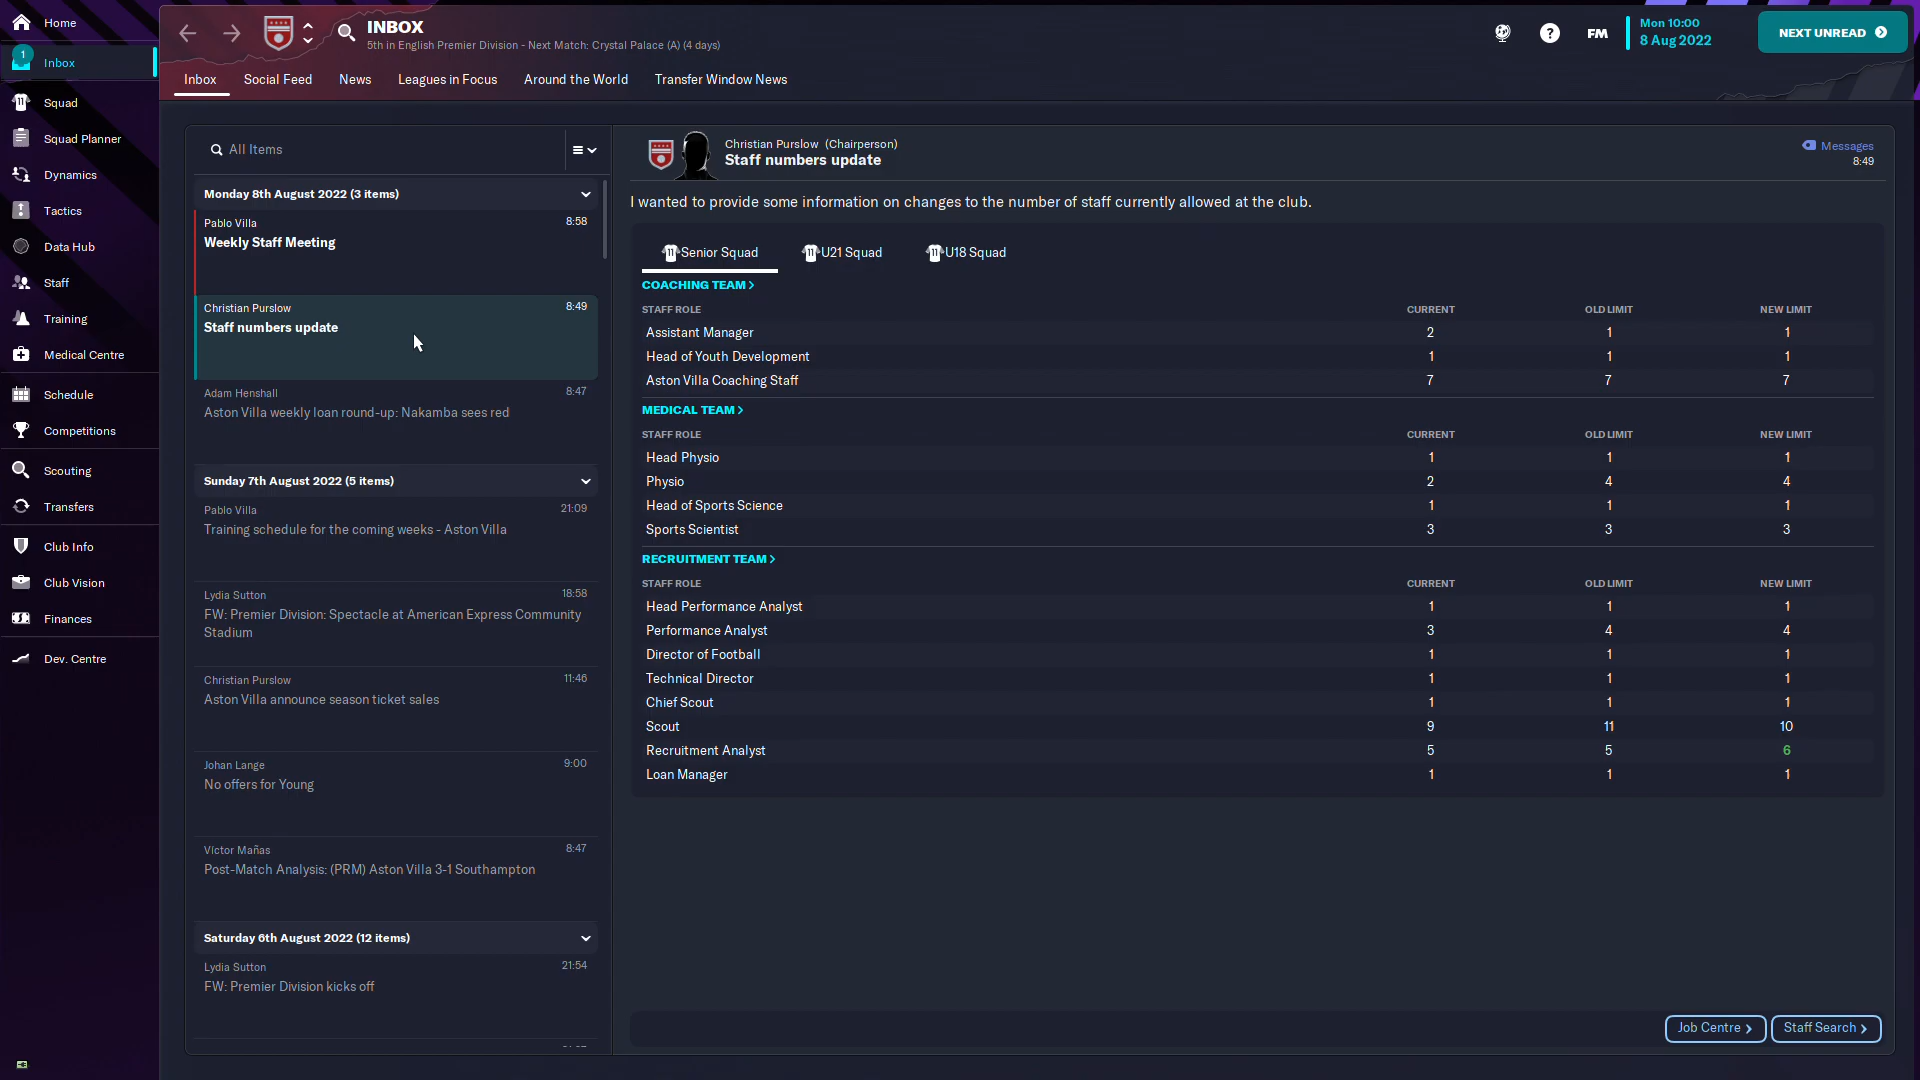 Home
1
Inbox
Squad
Squad Planner
Dynamics
Tactics
Data Hub
Staff
Training
Medical Centre
Schedule
Competitions
Scouting
Transfers
Club Info
Club Vision
Finances
Dev. Centre
INBOX
5th in English Premier Division - Next Match: Crystal Palace (A) (4 days)
? FM
Mon 10:00
8 Aug 2022
NEXT UNREAD
Inbox Social Feed News Leagues in Focus Around the World Transfer Window News
All Items
Monday 8th August 2022 (3 items)
Pablo Villa 8:58
Weekly Staff Meeting
Christian Purslow 8:49
Staff numbers update
Adam Henshall 8:47
Aston Villa weekly loan round-up: Nakamba sees red
Sunday 7th August 2022 (5 items)
Pablo Villa 21:09
Training schedule for the coming weeks - Aston Villa
Lydia Sutton 18:58
FW: Premier Division: Spectacle at American Express Community
Stadium
Christian Purslow 11:46
Aston Villa announce season ticket sales
Johan Lange 9:00
No offers for Young
Víctor Mañas 8:47
Post-Match Analysis: (PRM) Aston Villa 3-1 Southampton
Saturday 6th August 2022 (12 items)
Lydia Sutton 21:54
FW: Premier Division kicks off
Christian Purslow (Chairperson)
Staff numbers update
Messages
8:49
I wanted to provide some information on changes to the number of staff currently allowed at the club.
11 Senior Squad 11 U21 Squad 11 U18 Squad
COACHING TEAM >
STAFF ROLE CURRENT OLD LIMIT NEW LIMIT
Assistant Manager 2 1 1
Head of Youth Development 1 1 1
Aston Villa Coaching Staff 7 7 7
MEDICAL TEAM >
STAFF ROLE CURRENT OLD LIMIT NEW LIMIT
Head Physio 1 1 1
Physio 2 4 4
Head of Sports Science 1 1 1
Sports Scientist 3 3 3
RECRUITMENT TEAM >
STAFF ROLE CURRENT OLD LIMIT NEW LIMIT
Head Performance Analyst 1 1 1
Performance Analyst 3 4 4
Director of Football 1 1 1
Technical Director 1 1 1
Chief Scout 1 1 1
Scout 9 11 10
Recruitment Analyst 5 5 6
Loan Manager 1 1 1
Job Centre > Staff Search >